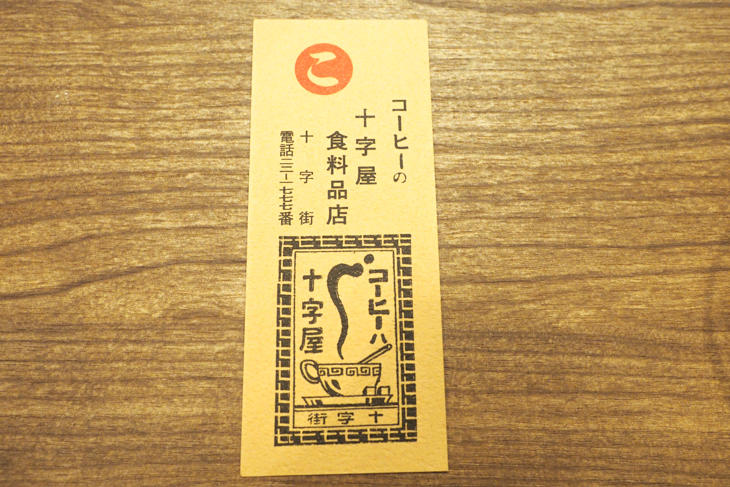 こ
コーヒーの
十字屋
食料品店
十字街
電話二三-一七七七番
コーヒーハ
十字屋
十字街